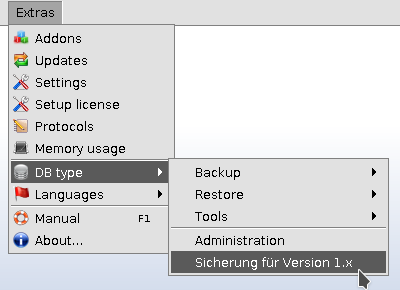 Extras
Addons
Updates
Settings
Setup license
Protocols
Memory usage
DB type
Languages
Manual F1
About...
Backup
Restore
Tools
Administration
Sicherung für Version 1.x